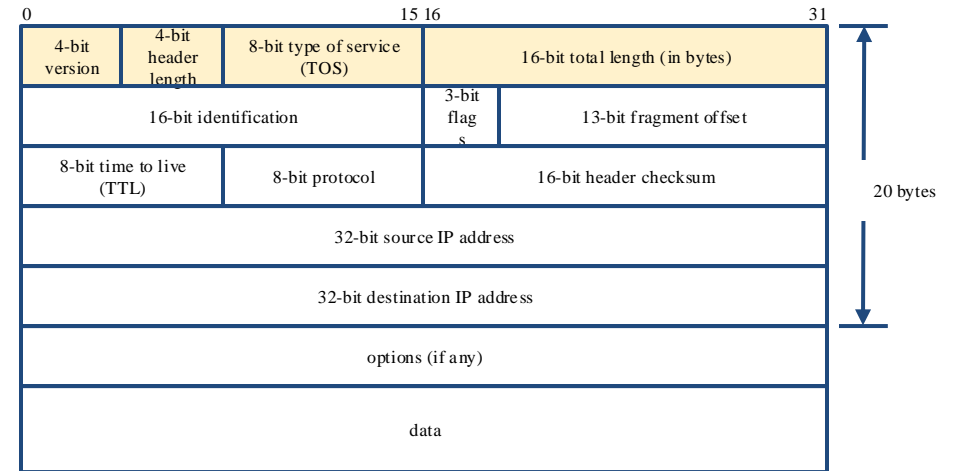 0
15 16
31
4-bit
version
4-bit
header
length
8-bit type of service
(TOS)
16-bit total length (in bytes)
16-bit identification
3-bit
flag
s
13-bit fragment offset
8-bit time to live
(TTL)
8-bit protocol
16-bit header checksum
20 bytes
32-bit source IP address
32-bit destination IP address
options (if any)
data